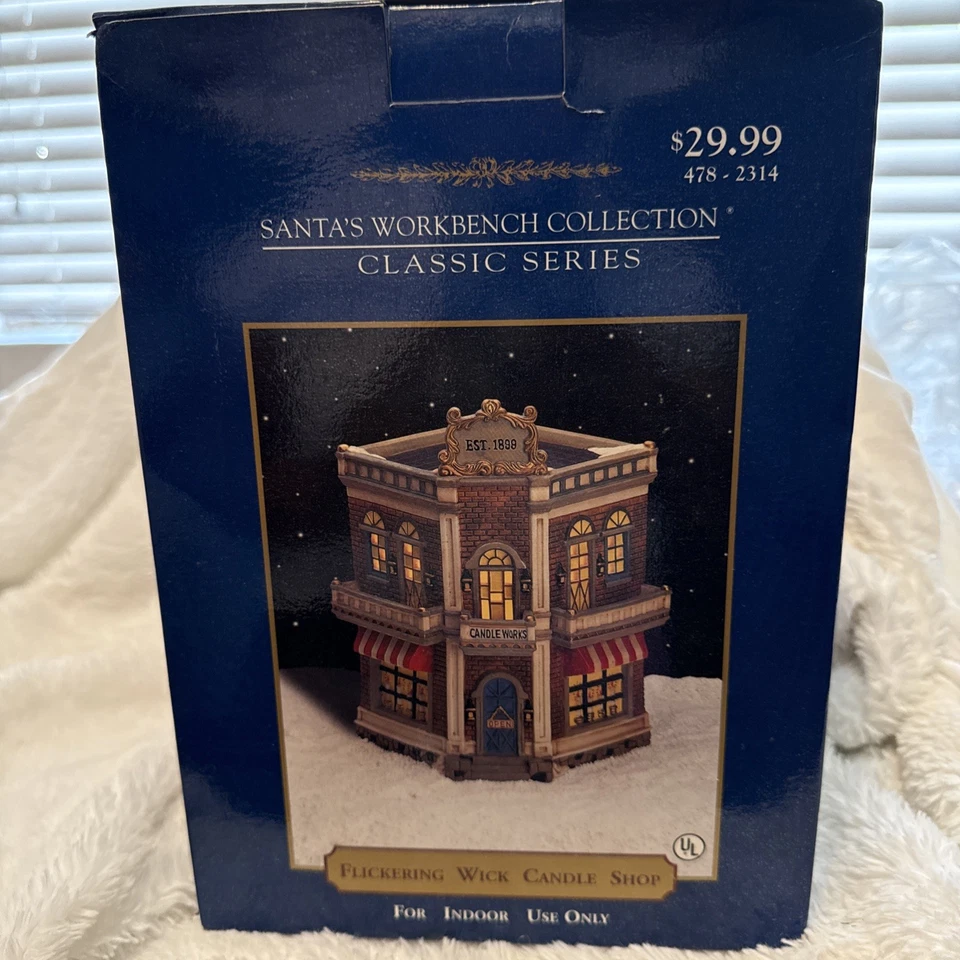 $29.99
478 - 2314
SANTA'S WORKBENCH COLLECTION®
CLASSIC SERIES
EST. 1899
CANDLE WORKS
OPEN
UL
FLICKERING WICK CANDLE SHOP
FOR INDOOR USE ONLY